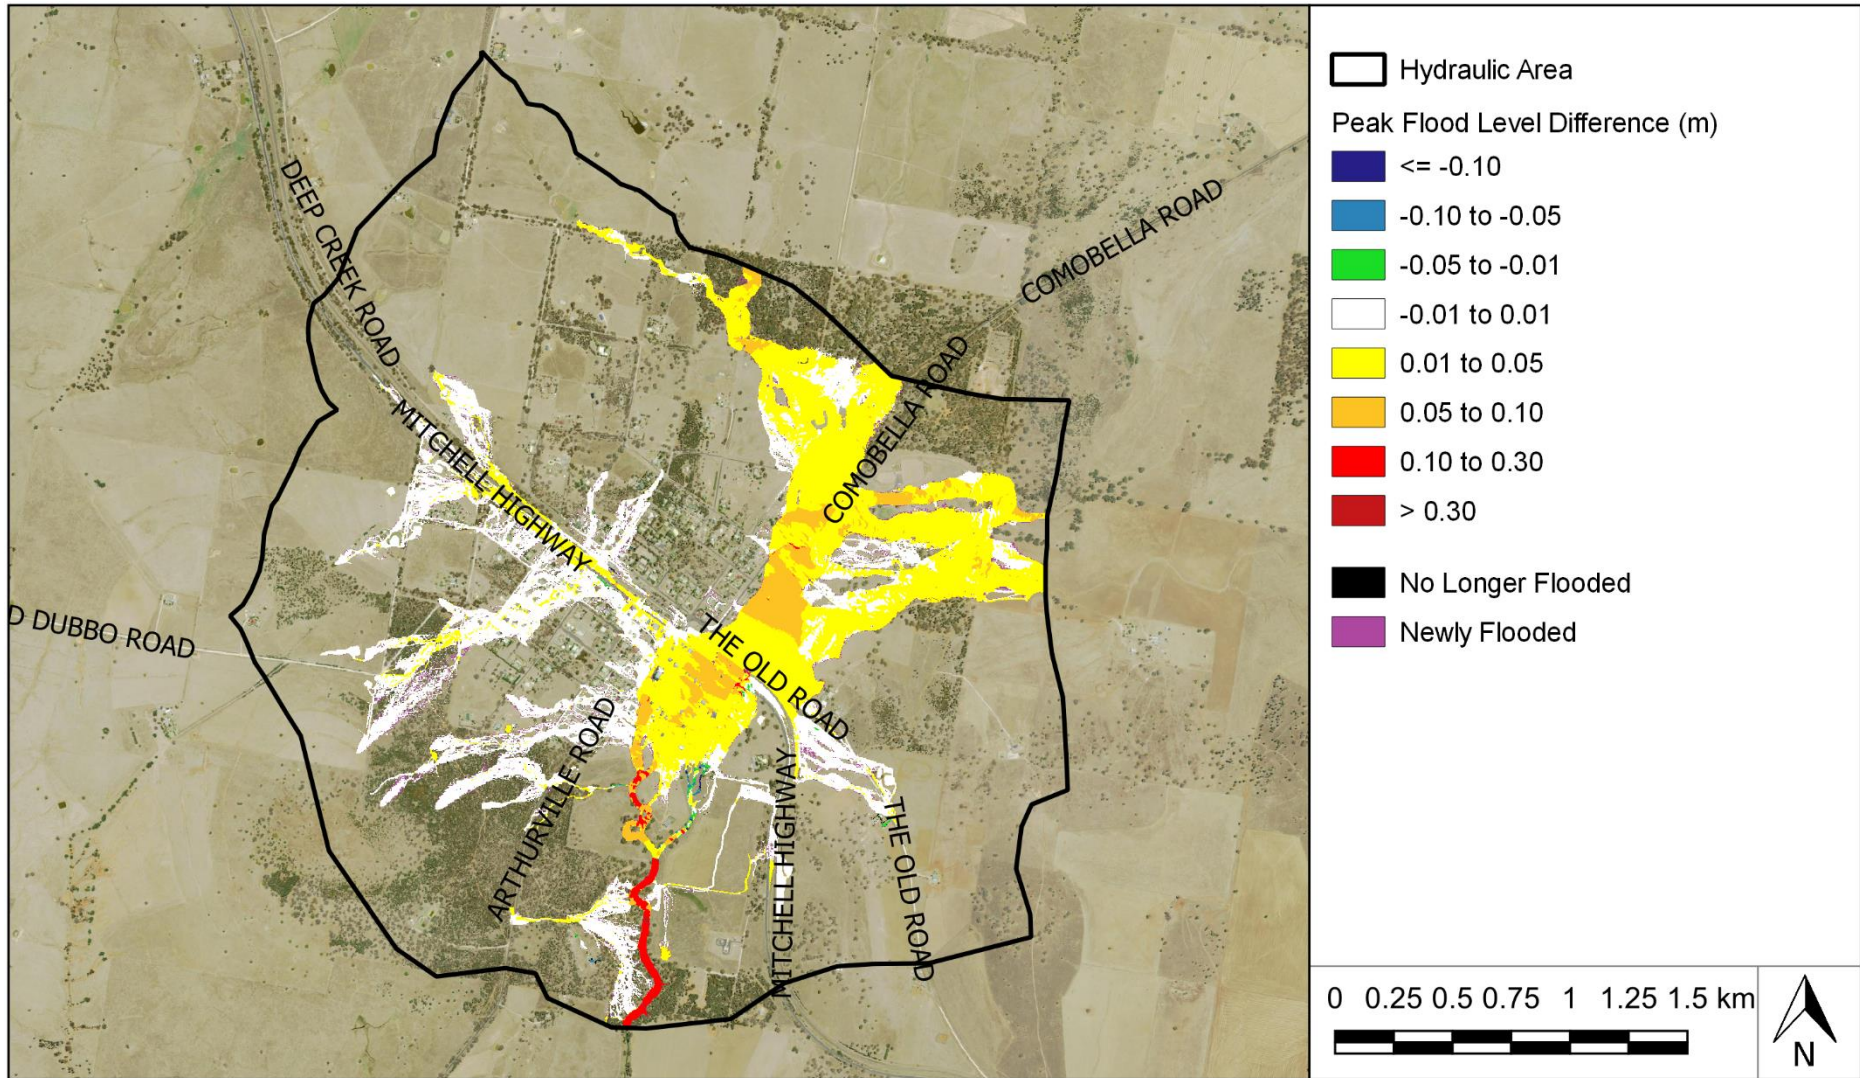 DEEP CREEK ROAD
COMOBELLA ROAD
COMOBELLA ROAD
MITCHELL HIGHWAY
D DUBBO ROAD
THE OLD ROAD
ARTHURVILLE ROAD
MITCHELL HIGHWAY
THE OLD ROAD
Hydraulic Area
Peak Flood Level Difference (m)
<= -0.10
-0.10 to -0.05
-0.05 to -0.01
-0.01 to 0.01
0.01 to 0.05
0.05 to 0.10
0.10 to 0.30
> 0.30
No Longer Flooded
Newly Flooded
0 0.25 0.5 0.75 1 1.25 1.5 km
N